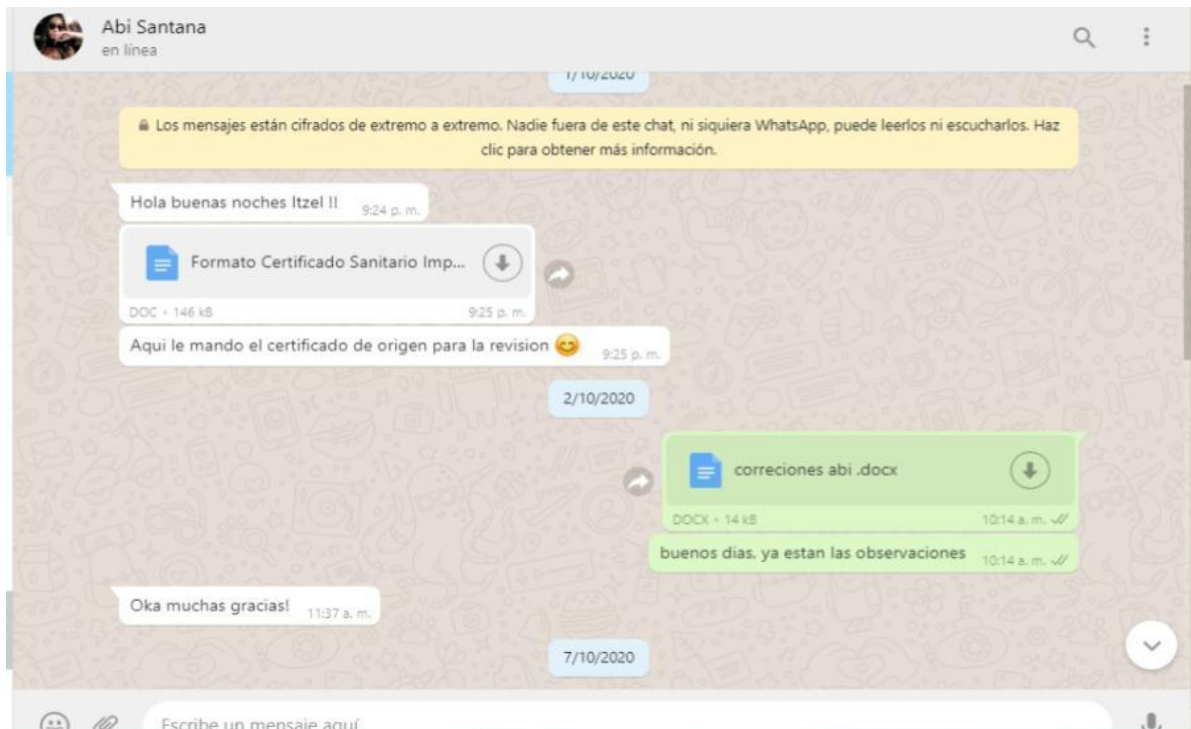 Abi Santana
en línea
1/10/2020
Los mensajes están cifrados de extremo a extremo. Nadie fuera de este chat, ni siquiera WhatsApp, puede leerlos ni escucharlos. Haz
clic para obtener más información.
Hola buenas noches Itzel !!
9:24 p. m.
Formato Certificado Sanitario Imp...
DOC • 146 kB
9:25 p. m.
Aqui le mando el certificado de origen para la revision 😊
9:25 p. m.
2/10/2020
correciones abi .docx
DOCX • 14 kB
10:14 a. m.
buenos dias, ya estan las observaciones
10:14 a. m.
Oka muchas gracias!
11:37 a. m.
7/10/2020
Escribe un mensaje aquí